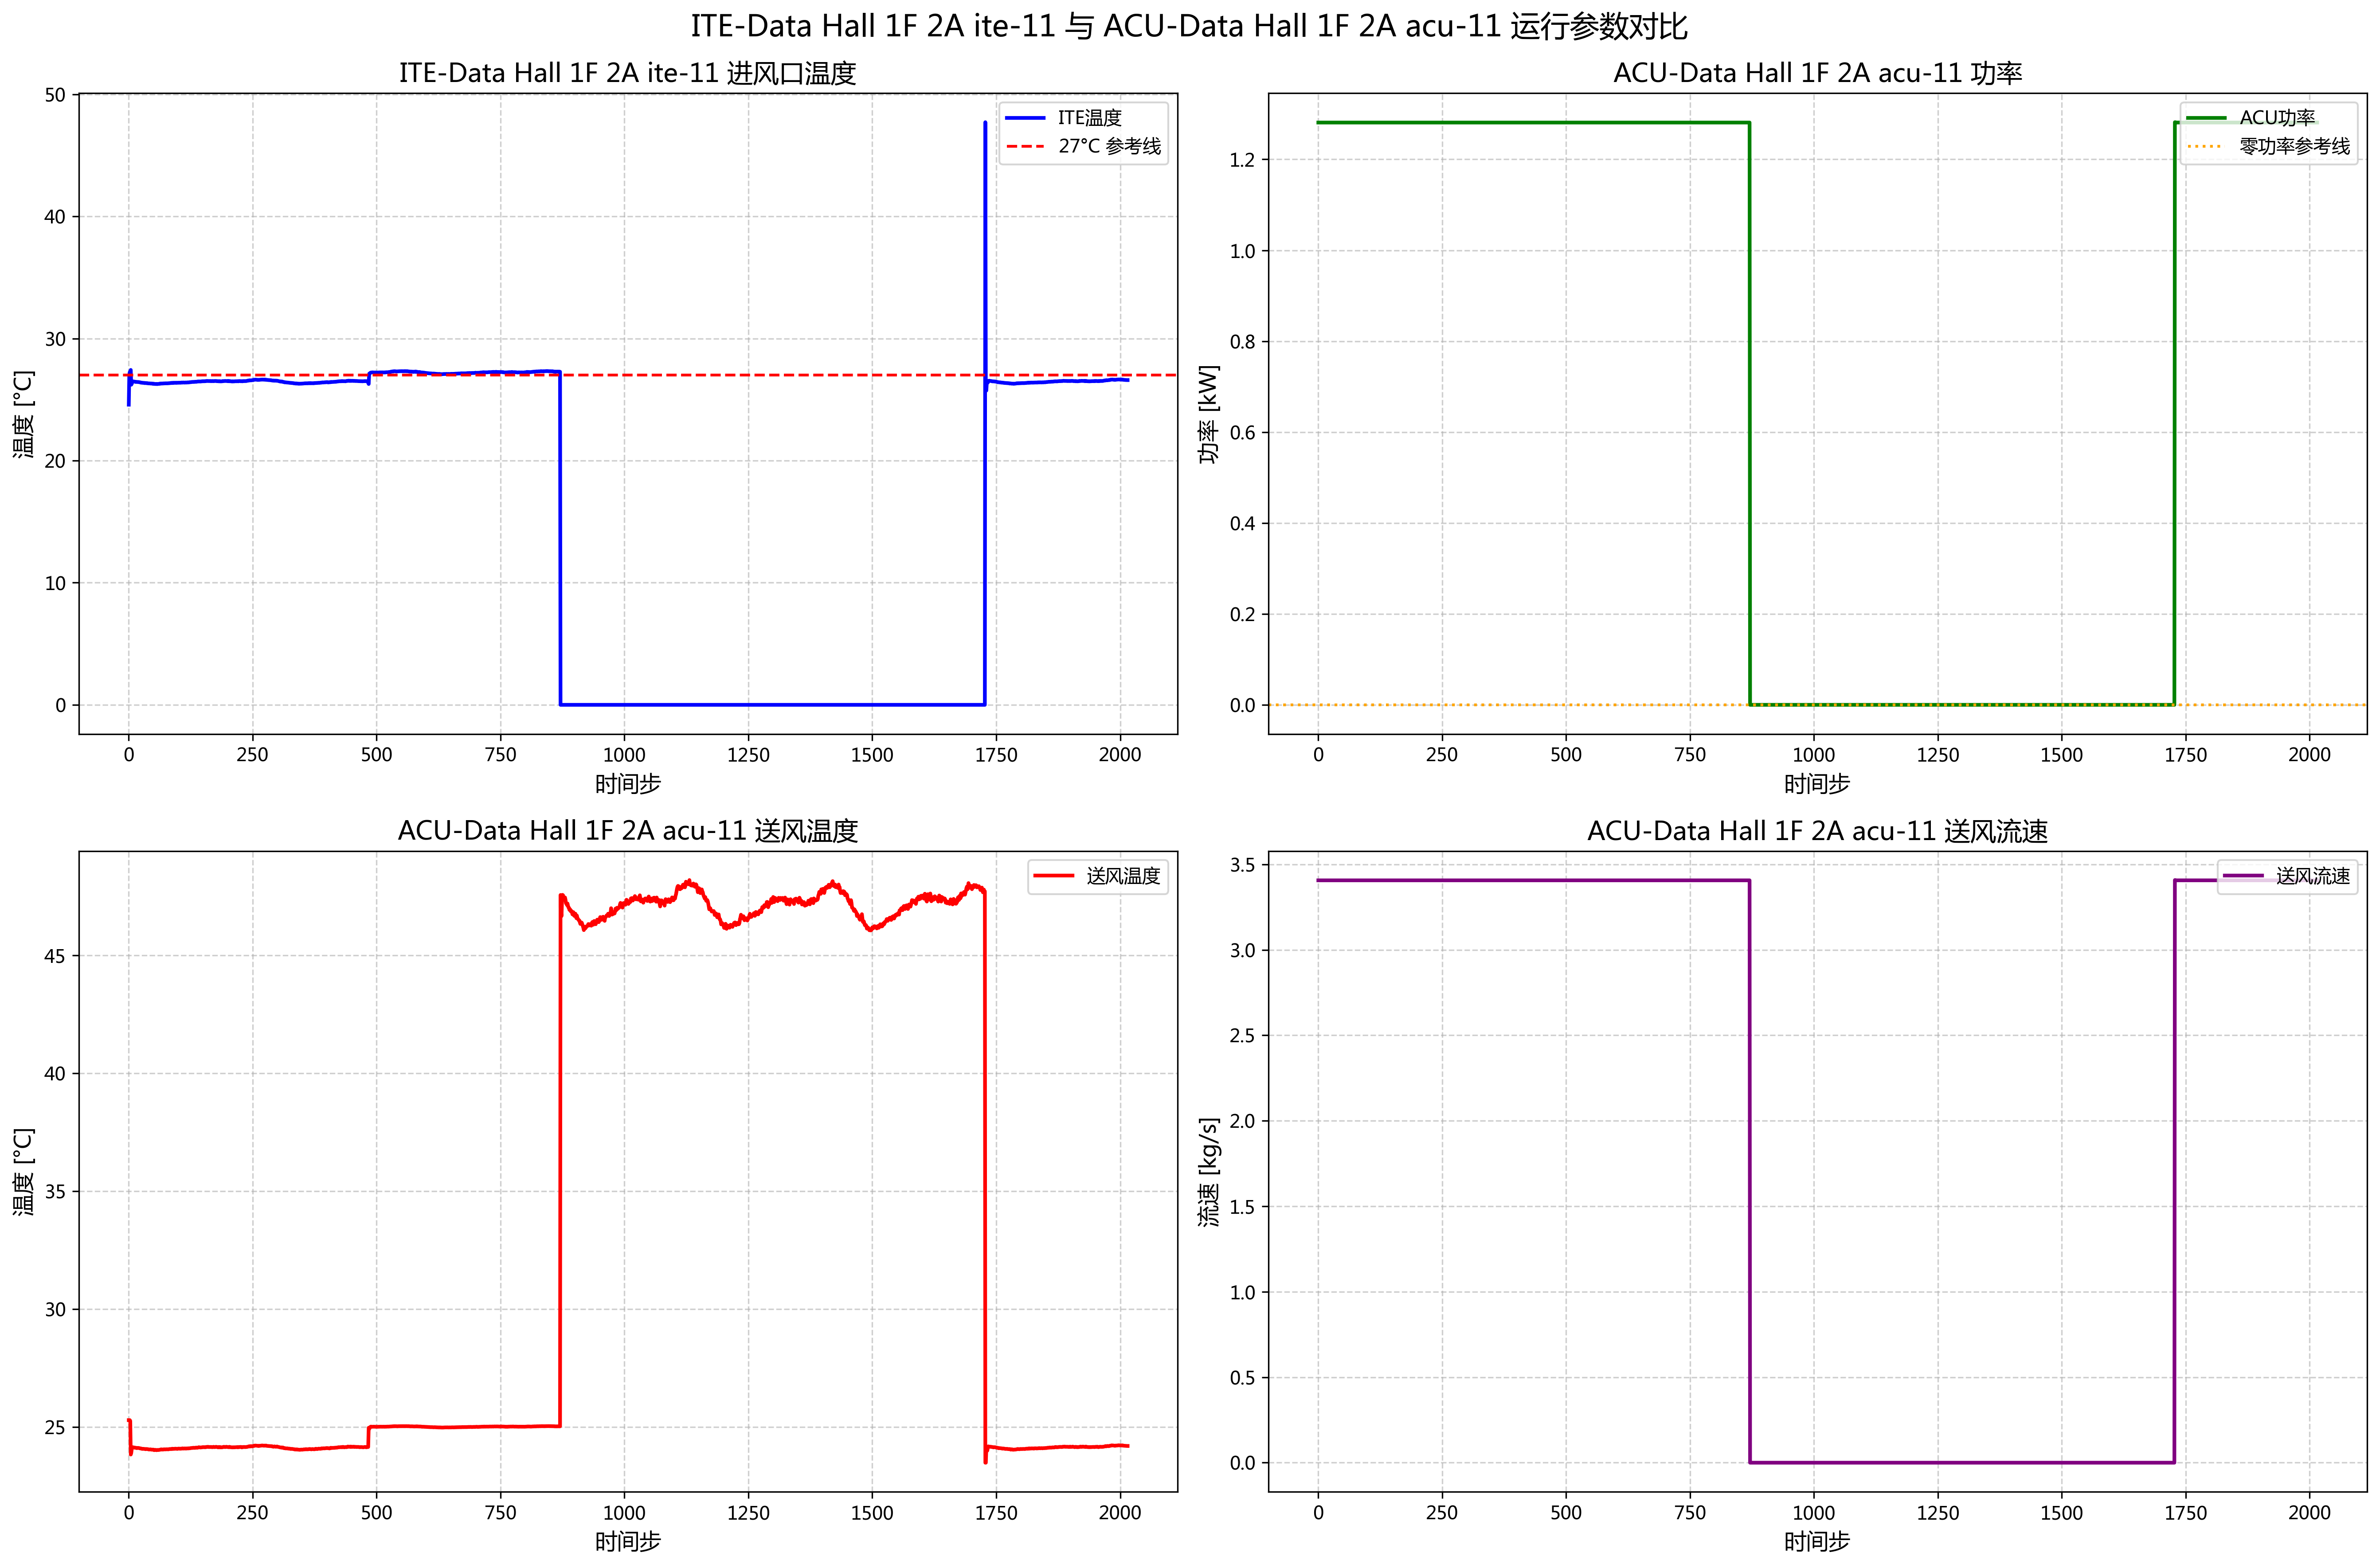 ITE-Data Hall 1F 2A ite-11 与 ACU-Data Hall 1F 2A acu-11 运行参数对比
ITE-Data Hall 1F 2A ite-11 进风口温度
温度 [°C]
50
40
30
20
10
0
ITE温度
27°C 参考线
0 250 500 750 1000 1250 1500 1750 2000
时间步
ACU-Data Hall 1F 2A acu-11 功率
功率 [kW]
1.2
1.0
0.8
0.6
0.4
0.2
0.0
ACU功率
零功率参考线
0 250 500 750 1000 1250 1500 1750 2000
时间步
ACU-Data Hall 1F 2A acu-11 送风温度
温度 [°C]
45
40
35
30
25
送风温度
0 250 500 750 1000 1250 1500 1750 2000
时间步
ACU-Data Hall 1F 2A acu-11 送风流速
流速 [kg/s]
3.5
3.0
2.5
2.0
1.5
1.0
0.5
0.0
送风流速
0 250 500 750 1000 1250 1500 1750 2000
时间步